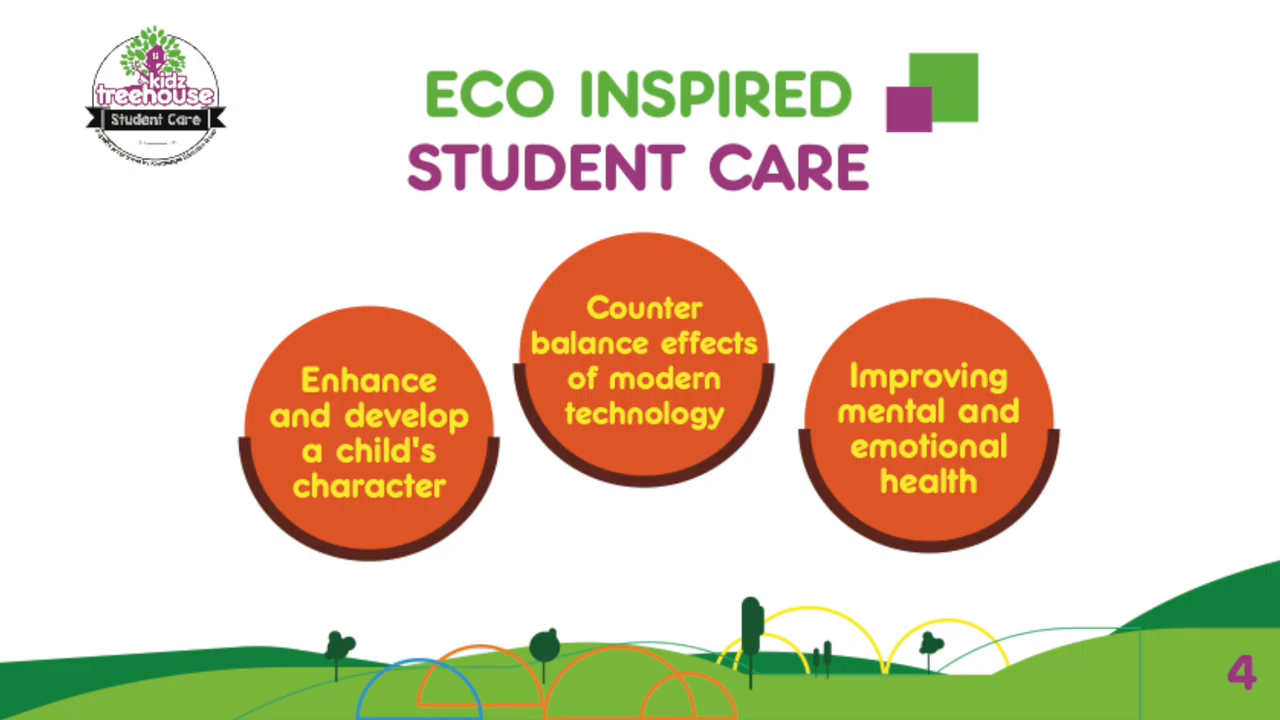 kidz
treehouse
Student Care
ECO INSPIRED
STUDENT CARE
Enhance
and develop
a child's
character
Counter
balance effects
of modern
technology
Improving
mental and
emotional
health
4